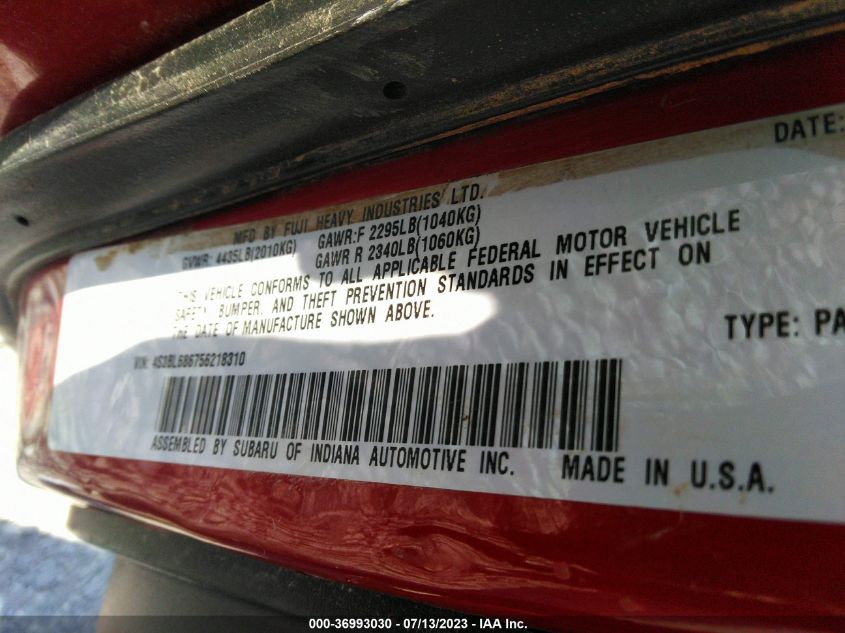 DATE:
MFD BY FUJI HEAVY INDUSTRIES LTD.
GVWR: 4435LB(2010KG) GAWR:F 2295LB(1040KG)
GAWR R 2340LB(1060KG)
THIS VEHICLE CONFORMS TO ALL APPLICABLE FEDERAL MOTOR VEHICLE
SAFETY, BUMPER, AND THEFT PREVENTION STANDARDS IN EFFECT ON
THE DATE OF MANUFACTURE SHOWN ABOVE.
VIN: 4S3BL686756218310
TYPE: PA
ASSEMBLED BY SUBARU OF INDIANA AUTOMOTIVE INC. MADE IN U.S.A.
000-36993030 - 07/13/2023 - IAA Inc.